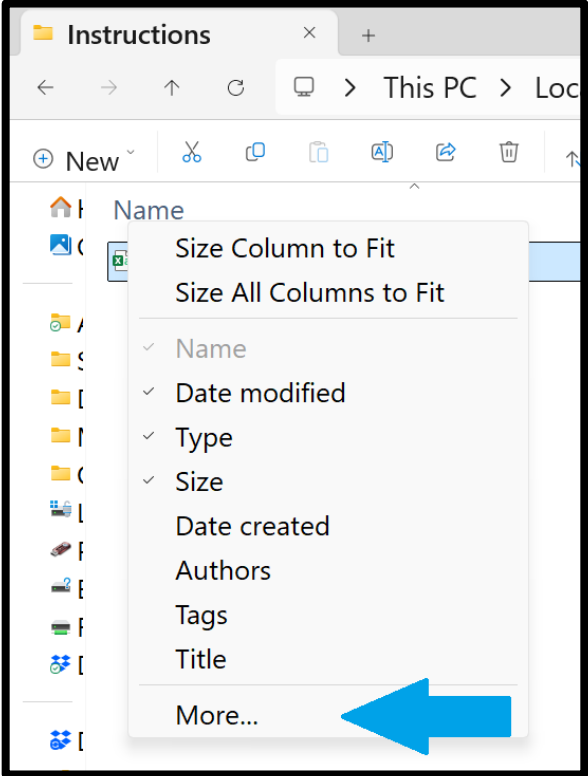 Instructions
This PC > Loc
New
Name
Size Column to Fit
Size All Columns to Fit
Name
Date modified
Type
Size
Date created
Authors
Tags
Title
More...